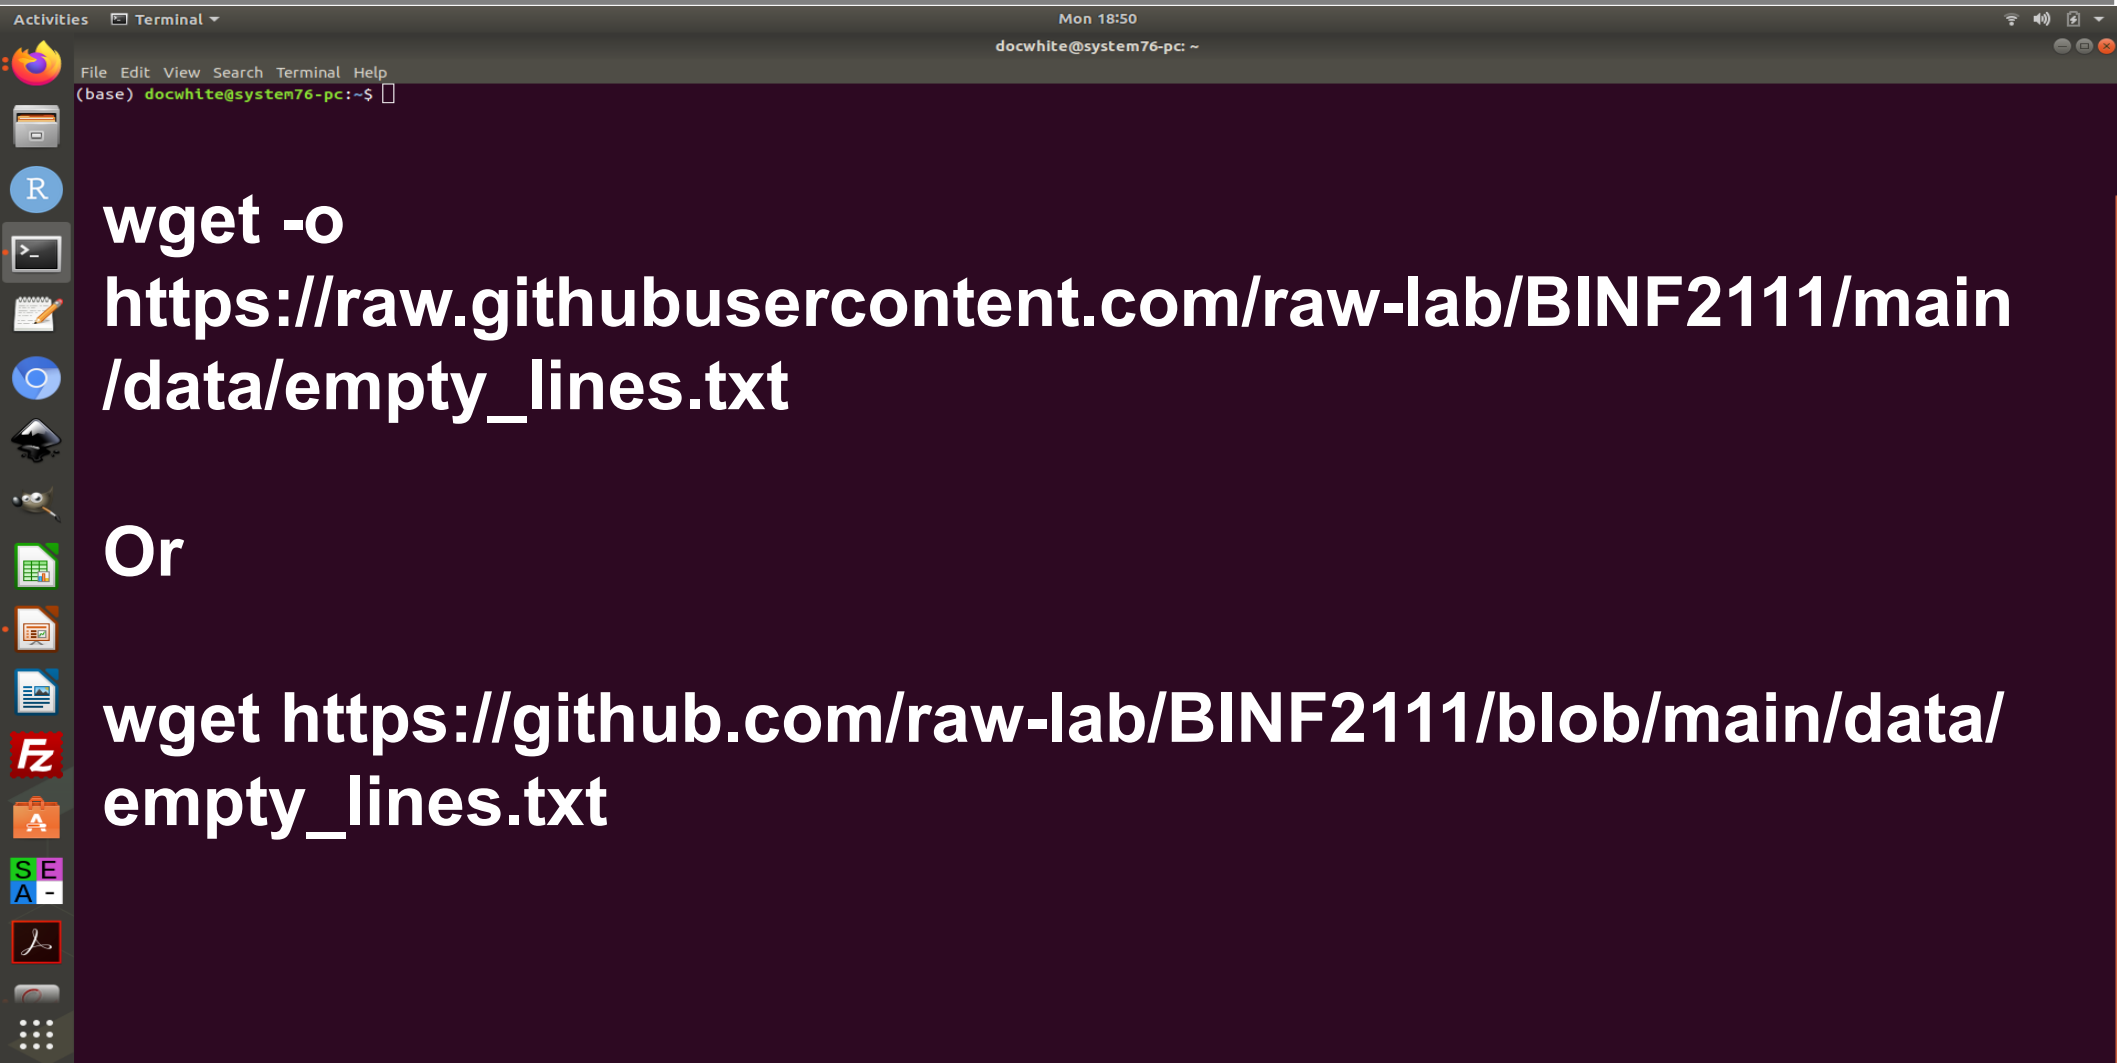 Activities Terminal Mon 18:50
docwhite@system76-pc: ~
File Edit View Search Terminal Help
(base) docwhite@system76-pc:~$
R
wget -o
https://raw.githubusercontent.com/raw-lab/BINF2111/main
/data/empty_lines.txt
Or
wget https://github.com/raw-lab/BINF2111/blob/main/data/
empty_lines.txt
Fz
A
S E
A -